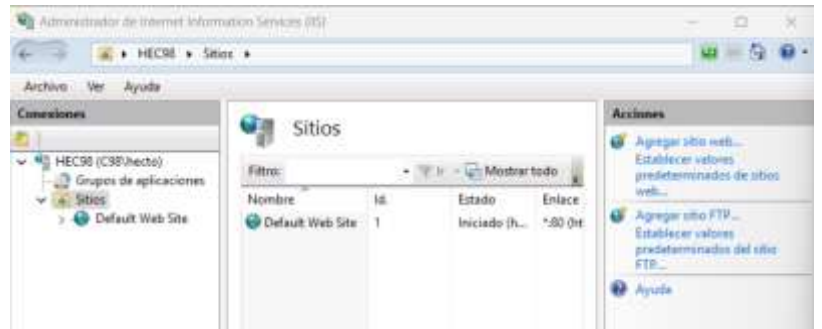 Administrador de Internet Information Services (IIS)
HEC98 Sitios
Archivo Ver Ayuda
Conexiones
HEC98 (C98\hecto)
Grupos de aplicaciones
Sitios
Default Web Site
Sitios
Filtro: Ir Mostrar todo
Nombre Id. Estado Enlace
Default Web Site 1 Iniciado (h... *:80 (ht
Acciones
Agregar sitio web...
Establecer valores
predeterminados de sitios
web...
Agregar sitio FTP...
Establecer valores
predeterminados del sitio
FTP...
Ayuda